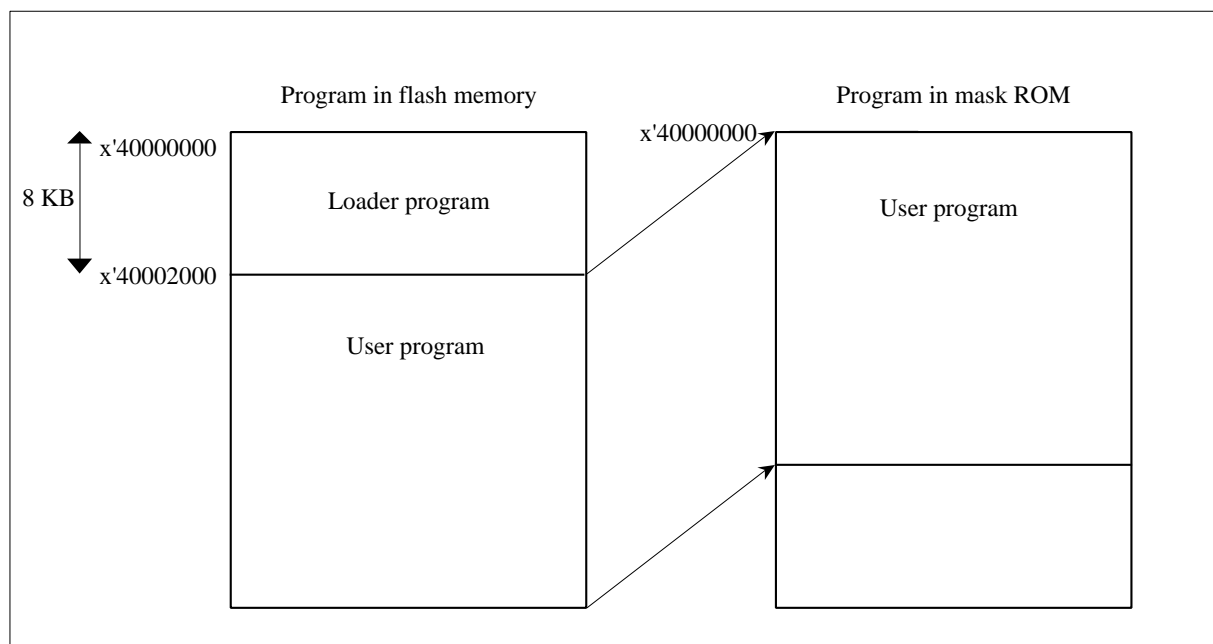 Program in flash memory
Program in mask ROM
x'40000000
x'40000000
8 KB
Loader program
User program
x'40002000
User program